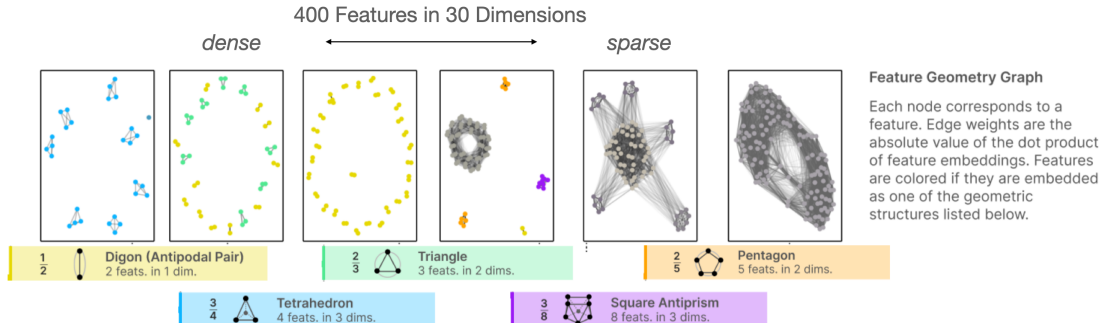 400 Features in 30 Dimensions
dense
sparse
Feature Geometry Graph
Each node corresponds to a
feature. Edge weights are the
absolute value of the dot product
of feature embeddings. Features
are colored if they are embedded
as one of the geometric
structures listed below.
1/2 Digon (Antipodal Pair)
2 feats. in 1 dim.
2/3 Triangle
3 feats. in 2 dims.
2/5 Pentagon
5 feats. in 2 dims.
3/4 Tetrahedron
4 feats. in 3 dims.
3/8 Square Antiprism
8 feats. in 3 dims.